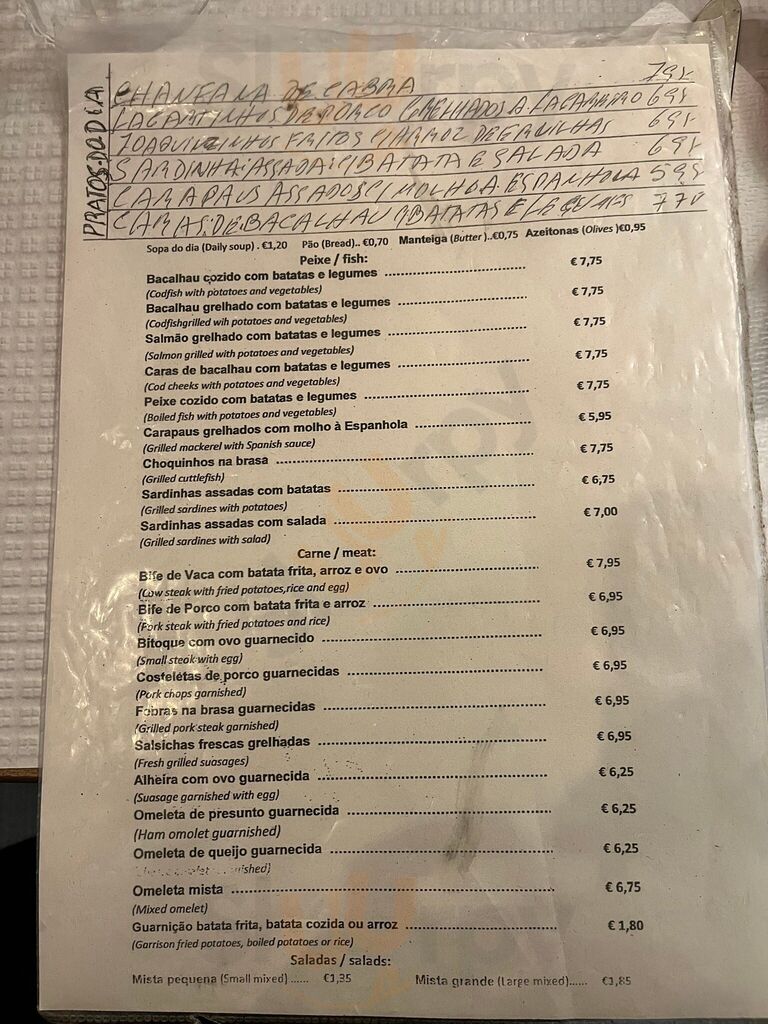 PRATOS.DO.DIA
CHANFANA DE CABRA 795
LAGARTINHOS DE PORCO GRELHADOS A LAGAREIRO 695
JOAQUINZINHOS FRITOS C/ARROZ DE GRELHAS 695
SARDINHA.ASSADA.C/BATATA E SALADA 695
CARAPAUS ASSADOS C/MOLHO A.ESPANHOLA 595
CARAS.DE.BACALHAU BATATAS E LEGUMES 770
Sopa do dia (Daily soup) . €1,20 Pão (Bread).. €0,70 Manteiga (Butter )..€0,75 Azeitonas (Olives )€0,95
Peixe / fish:
Bacalhau cozido com batatas e legumes € 7,75
(Codfish with potatoes and vegetables)
Bacalhau grelhado com batatas e legumes € 7,75
(Codfishgrilled wih potatoes and vegetables)
Salmão grelhado com batatas e legumes € 7,75
(Salmon grilled with potatoes and vegetables)
Caras de bacalhau com batatas e legumes € 7,75
(Cod cheeks with potatoes and vegetables)
Peixe cozido com batatas e legumes € 7,75
(Boiled fish with potatoes and vegetables)
Carapaus grelhados com molho à Espanhola € 5,95
(Grilled mackerel with Spanish sauce)
Choquinhos na brasa € 7,75
(Grilled cuttlefish)
Sardinhas assadas com batatas € 6,75
(Grilled sardines with potatoes)
Sardinhas assadas com salada € 7,00
(Grilled sardines with salad)
Carne / meat:
Bife de Vaca com batata frita, arroz e ovo € 7,95
(Cow steak with fried potatoes,rice and egg)
Bife de Porco com batata frita e arroz € 6,95
(Pork steak with fried potatoes and rice)
Bitoque com ovo guarnecido € 6,95
(Small steak with egg)
Costeletas de porco guarnecidas € 6,95
(Pork chops garnished)
Febras na brasa guarnecidas € 6,95
(Grilled pork steak garnished)
Salsichas frescas grelhadas € 6,95
(Fresh grilled suasages)
Alheira com ovo guarnecida € 6,25
(Suasage garnished with egg)
Omeleta de presunto guarnecida € 6,25
(Ham omolet guarnished)
Omeleta de queijo guarnecida € 6,25
Omeleta mista € 6,75
(Mixed omelet)
Guarnição batata frita, batata cozida ou arroz € 1,80
(Garrison fried potatoes, boiled potatoes or rice)
Saladas / salads:
Mista pequena (Small mixed)...... €1,35 Mista grande (Large mixed)...... €1,85